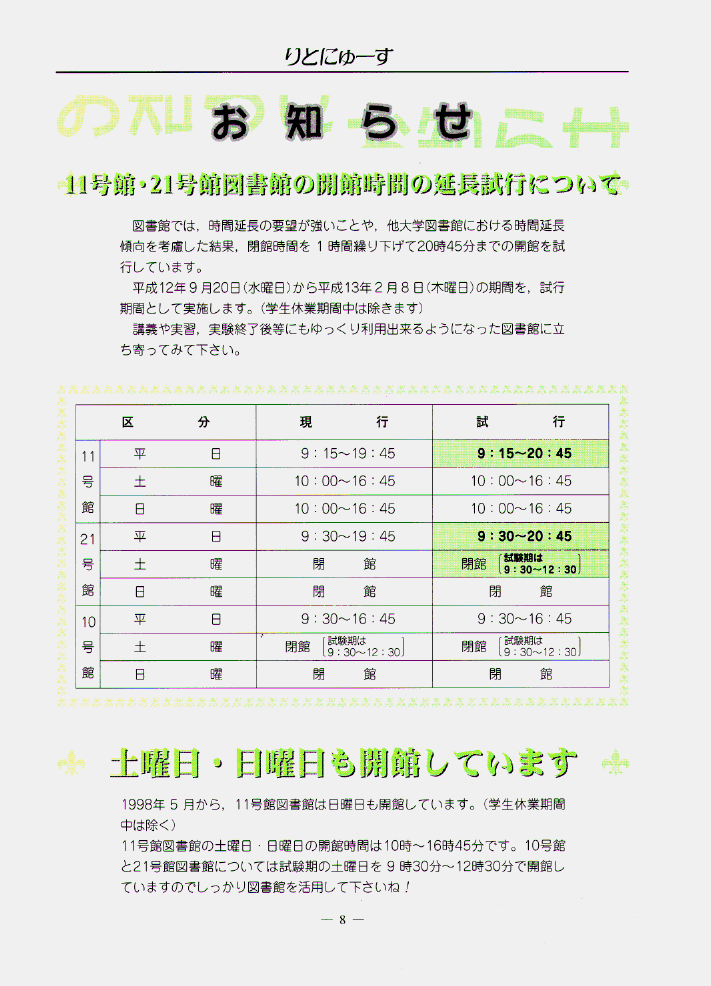 りとにゅーす
お知らせ
11号館・21号館図書館の開館時間の延長試行について
図書館では，時間延長の要望が強いことや，他大学図書館における時間延長
傾向を考慮した結果，閉館時間を１時間繰り下げて20時45分までの開館を試
行しています。
平成12年９月20日(水曜日)から平成13年２月８日(木曜日)の期間を，試行
期間として実施します。（学生休業期間中は除きます）
講義や実習，実験終了後等にもゆっくり利用出来るようになった図書館に立
ち寄ってみて下さい。
区　分　現　行　試　行
11号館　平　日　9：15～19：45　9：15～20：45
土　曜　10：00～16：45　10：00～16：45
日　曜　10：00～16：45　10：00～16：45
21号館　平　日　9：30～19：45　9：30～20：45
土　曜　閉　館　閉館〔試験期は 9：30～12：30〕
日　曜　閉　館　閉　館
10号館　平　日　9：30～16：45　9：30～16：45
土　曜　閉館〔試験期は 9：30～12：30〕　閉館〔試験期は 9：30～12：30〕
日　曜　閉　館　閉　館
土曜日・日曜日も開館しています
1998年５月から，11号館図書館は日曜日も開館しています。（学生休業期間
中は除く）
11号館図書館の土曜日・日曜日の開館時間は10時～16時45分です。10号館
と21号館図書館については試験期の土曜日を９時30分～12時30分で開館し
ていますのでしっかり図書館を活用して下さいね！
— 8 —